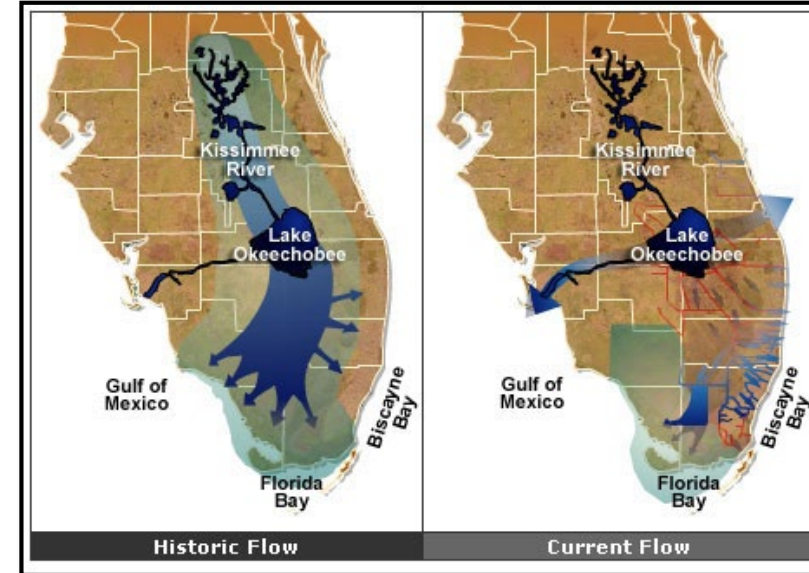 Kissimmee
River
Lake
Okeechobee
Gulf of
Mexico
Biscayne
Bay
Florida
Bay
Historic Flow
Kissimmee
River
Lake
Okeechobee
Gulf of
Mexico
Biscayne
Bay
Florida
Bay
Current Flow